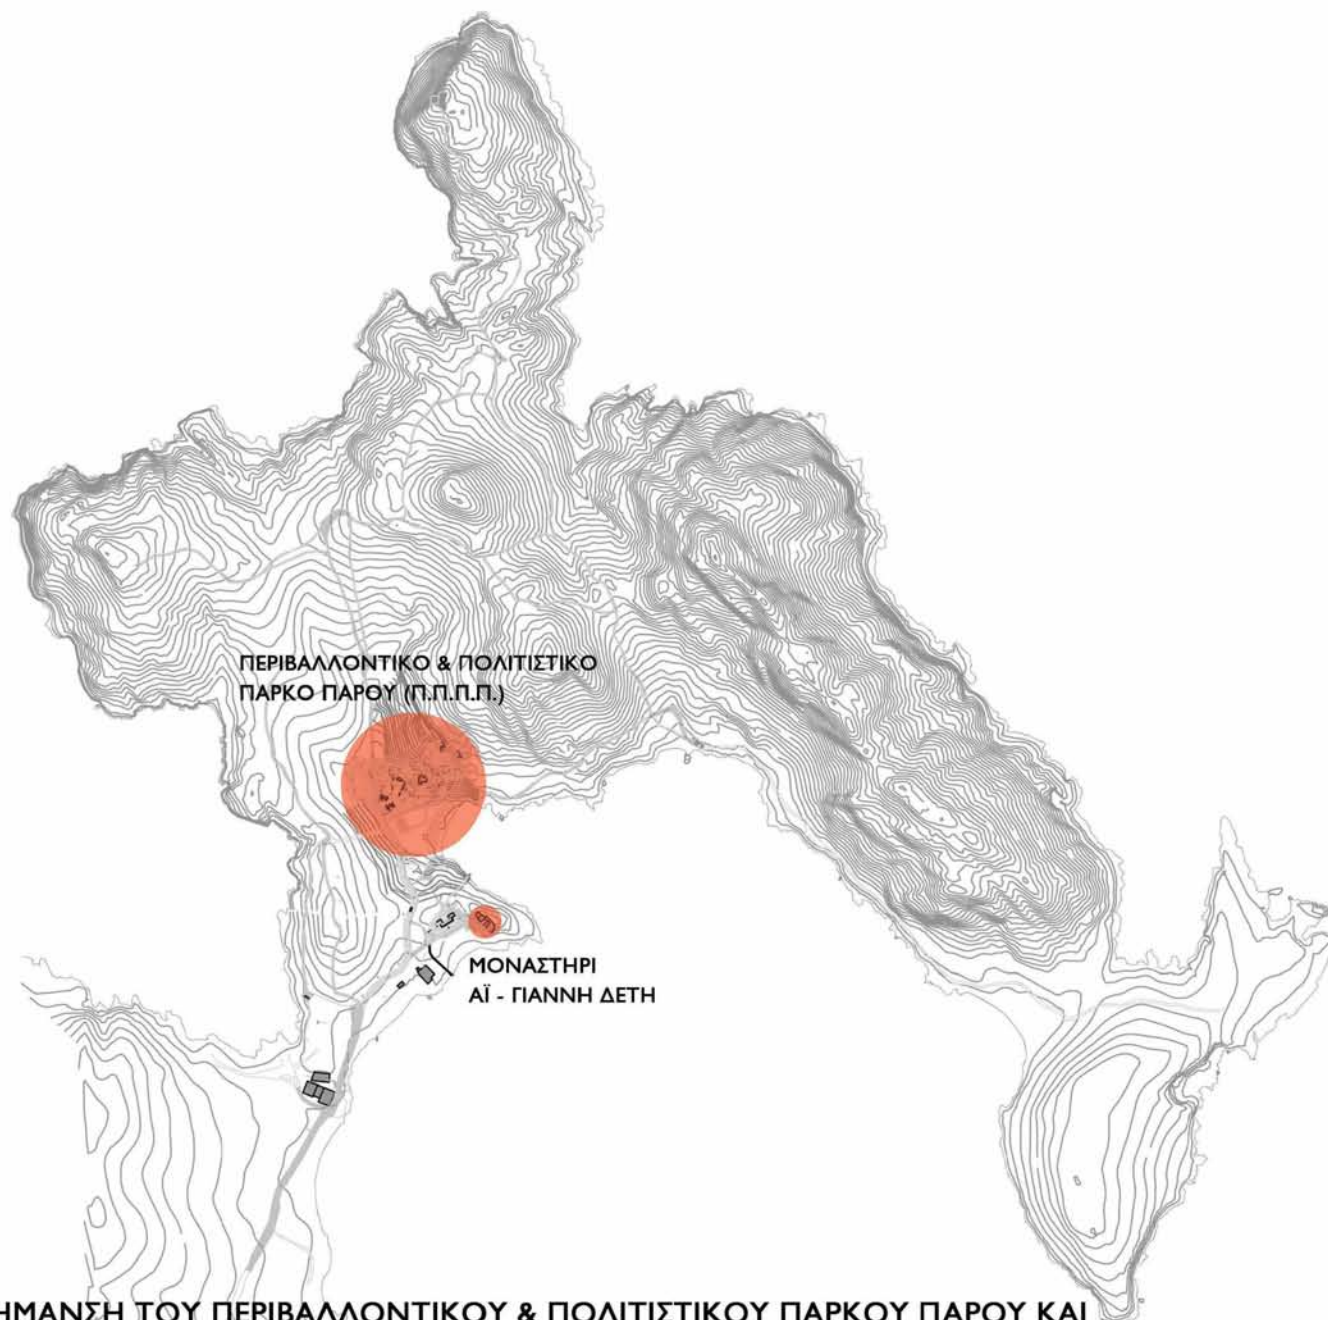 ΠΕΡΙΒΑΛΛΟΝΤΙΚΟ & ΠΟΛΙΤΙΣΤΙΚΟ
ΠΑΡΚΟ ΠΑΡΟΥ (Π.Π.Π.Π.)
ΜΟΝΑΣΤΗΡΙ
ΑΪ - ΓΙΑΝΝΗ ΔΕΤΗ
ΗΜΑΝΣΗ ΤΟΥ ΠΕΡΙΒΑΛΛΟΝΤΙΚΟΥ & ΠΟΛΙΤΙΣΤΙΚΟΥ ΠΑΡΚΟΥ ΠΑΡΟΥ ΚΑΙ